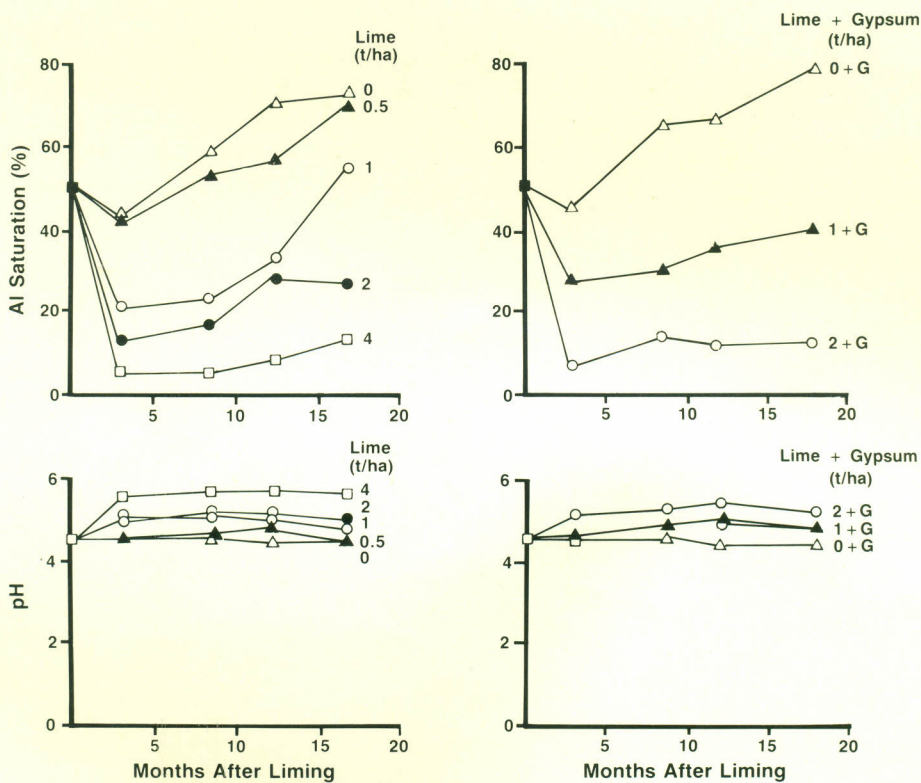 Lime
(t/ha)
80
60
40
20
0
Al Saturation (%)
0
0.5
1
2
4
5
10
15
20
Lime + Gypsum
(t/ha)
80
60
40
20
0
0 + G
1 + G
2 + G
5
10
15
20
Lime
(t/ha)
6
4
2
0
pH
4
2
1
0.5
0
5
10
15
20
Months After Liming
Lime + Gypsum
(t/ha)
6
4
2
0
2 + G
1 + G
0 + G
5
10
15
20
Months After Liming